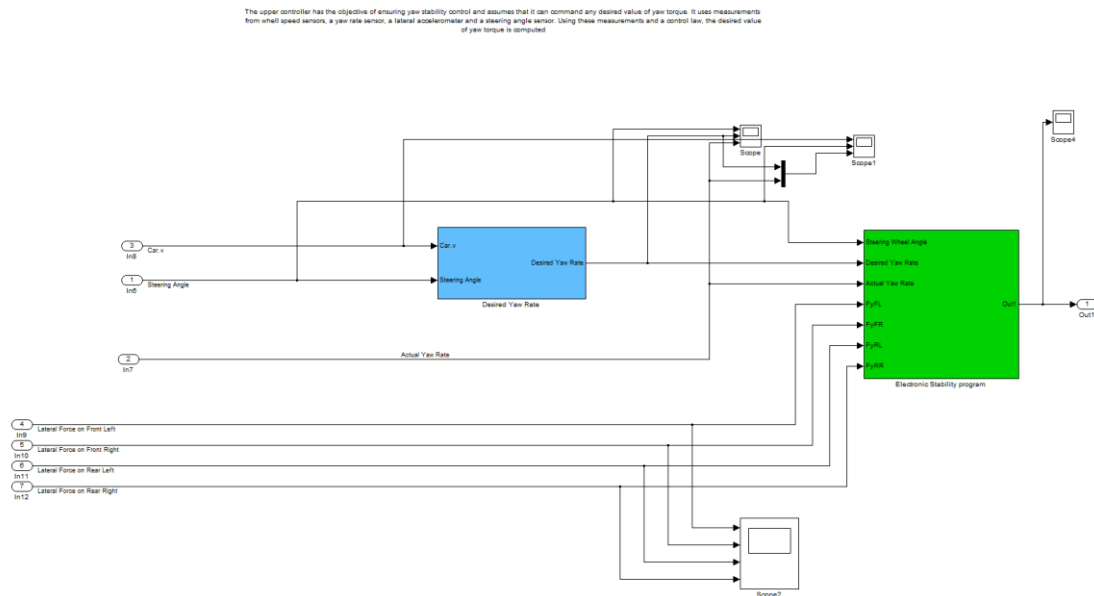 The upper controller has the objective of ensuring yaw stability control and assumes that it can command any desired value of yaw torque. It uses measurements
from whell speed sensors, a yaw rate sensor, a lateral accelerometer and a steering angle sensor. Using these measurements and a control law, the desired value
of yaw torque is computed
Scope4
Scope
Scope1
3
Car.v
In8
Car.v
Desired Yaw Rate
1
Steering Angle
In6
Steering Angle
Desired Yaw Rate
Steering Wheel Angle
Desired Yaw Rate
Actual Yaw Rate
FyFL
Out1
1
Out1
FyFR
FyRL
FyRR
Electronic Stability program
Actual Yaw Rate
2
In7
4
Lateral Force on Front Left
In9
5
Lateral Force on Front Right
In10
6
Lateral Force on Rear Left
In11
7
Lateral Force on Rear Right
In12
Scope2